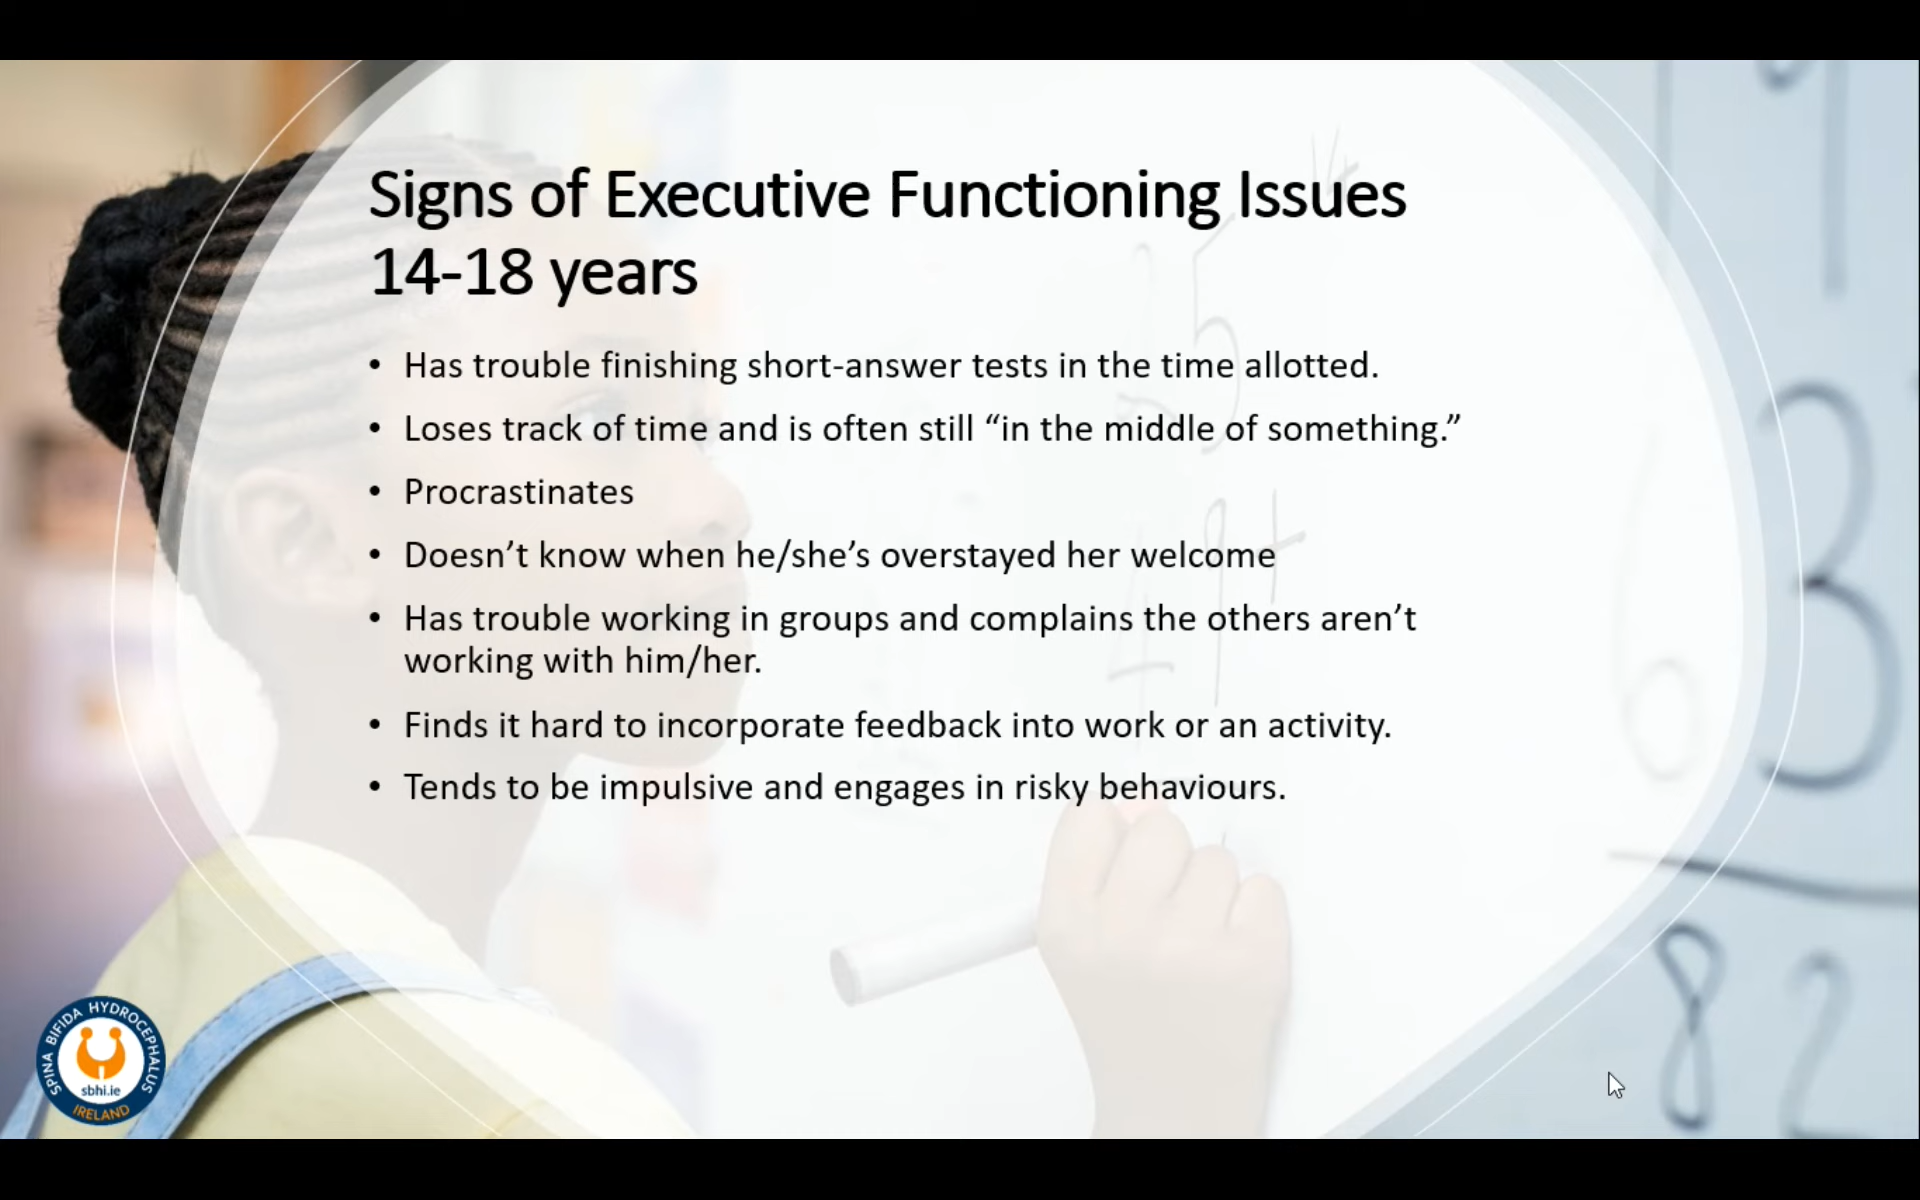 Signs of Executive Functioning Issues
14-18 years
• Has trouble finishing short-answer tests in the time allotted.
• Loses track of time and is often still “in the middle of something.”
• Procrastinates
• Doesn’t know when he/she’s overstayed her welcome
• Has trouble working in groups and complains the others aren’t
working with him/her.
• Finds it hard to incorporate feedback into work or an activity.
• Tends to be impulsive and engages in risky behaviours.
SPINA BIFIDA HYDROCEPHALUS
sbhi.ie
IRELAND
3
82